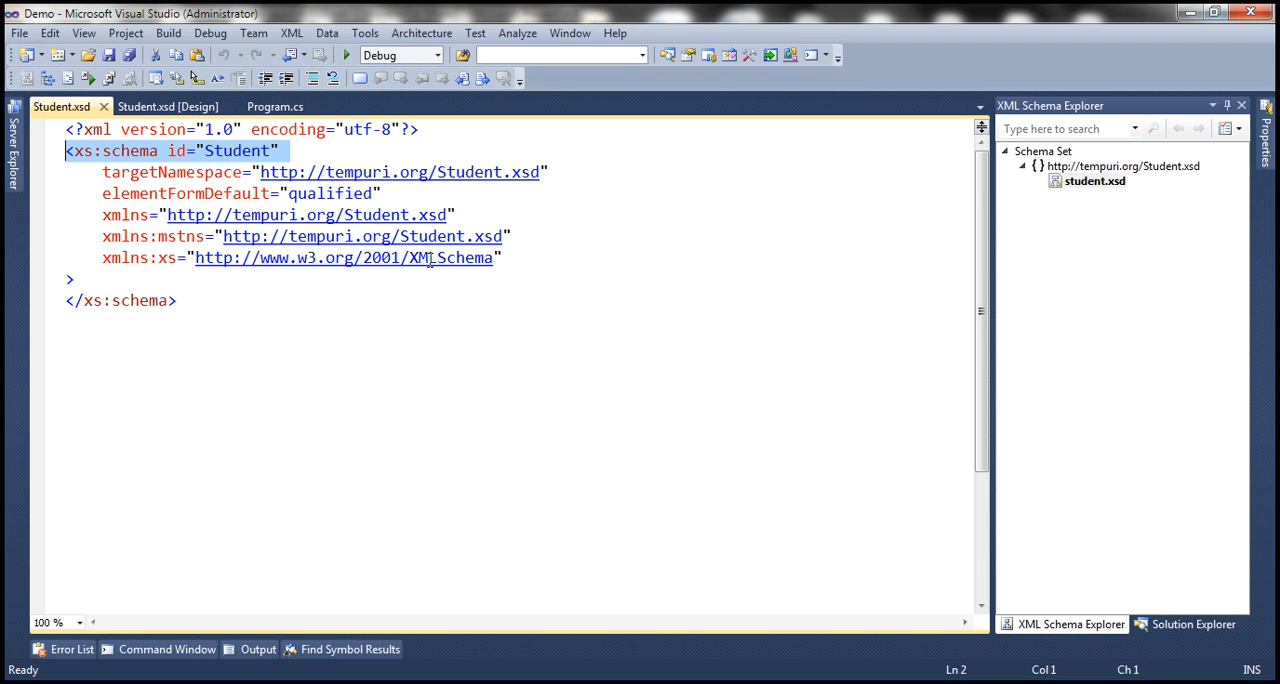 Demo - Microsoft Visual Studio (Administrator)
File Edit View Project Build Debug Team XML Data Tools Architecture Test Analyze Window Help
Debug
Student.xsd Student.xsd [Design] Program.cs
XML Schema Explorer
Server Explorer
Properties
Type here to search
<?xml version="1.0" encoding="utf-8"?>
<xs:schema id="Student"
targetNamespace="http://tempuri.org/Student.xsd"
elementFormDefault="qualified"
xmlns="http://tempuri.org/Student.xsd"
xmlns:mstns="http://tempuri.org/Student.xsd"
xmlns:xs="http://www.w3.org/2001/XMLSchema"
>
</xs:schema>
Schema Set
{ } http://tempuri.org/Student.xsd
student.xsd
100 %
XML Schema Explorer Solution Explorer
Error List Command Window Output Find Symbol Results
Ready Ln 2 Col 1 Ch 1 INS